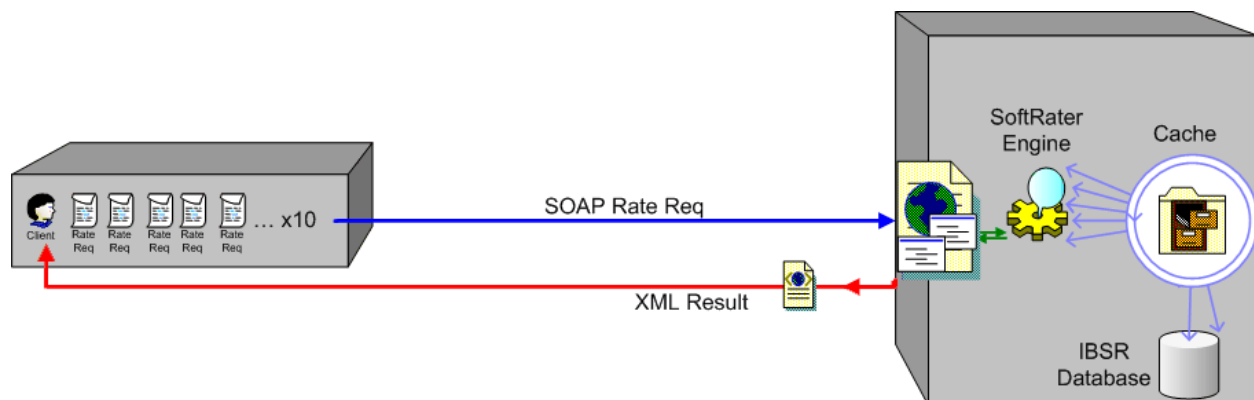 Client
Rate
Req
Rate
Req
Rate
Req
Rate
Req
Rate
Req
... x10
SOAP Rate Req
XML Result
SoftRater
Engine
Cache
IBSR
Database